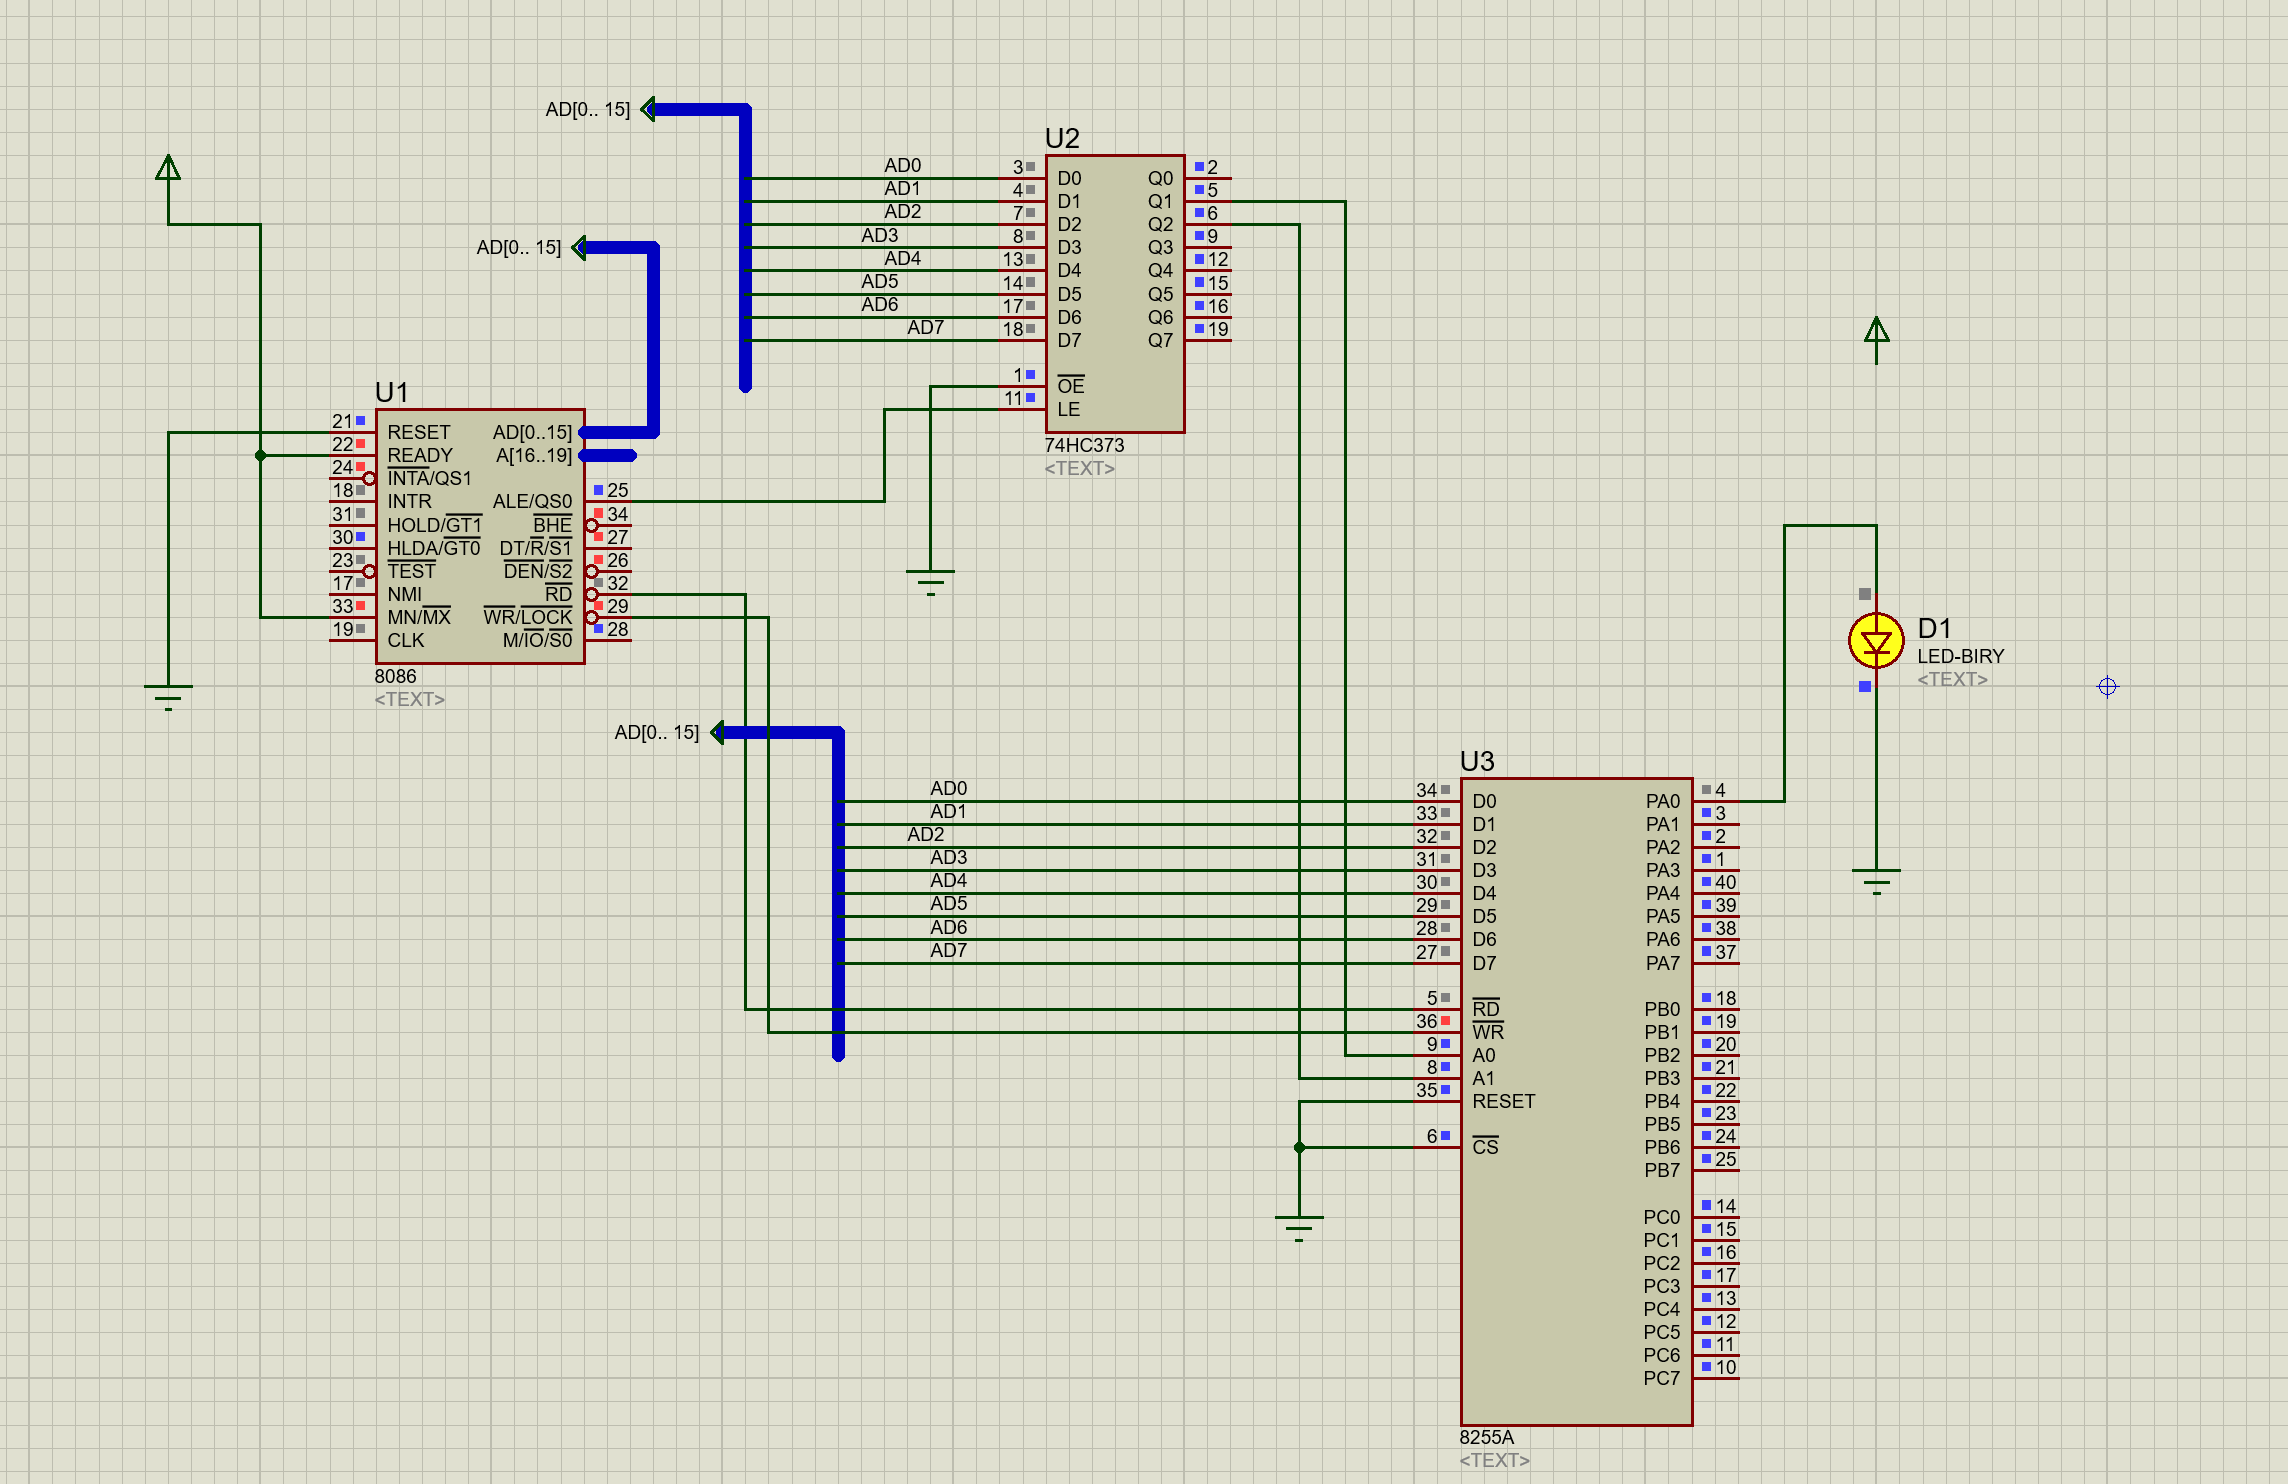 AD[0.. 15]
AD[0.. 15]
U2
AD0
AD1
AD2
AD3
AD4
AD5
AD6
AD7
3 D0 Q0 2
4 D1 Q1 5
7 D2 Q2 6
8 D3 Q3 9
13 D4 Q4 12
14 D5 Q5 15
17 D6 Q6 16
18 D7 Q7 19
1 OE
11 LE
74HC373
<TEXT>
U1
21 RESET AD[0..15]
22 READY A[16..19]
24 INTA/QS1
18 INTR ALE/QS0 25
31 HOLD/GT1 BHE 34
30 HLDA/GT0 DT/R/S1 27
23 TEST DEN/S2 26
17 NMI RD 32
33 MN/MX WR/LOCK 29
19 CLK M/IO/S0 28
8086
<TEXT>
D1
LED-BIRY
<TEXT>
AD[0.. 15]
AD0
AD1
AD2
AD3
AD4
AD5
AD6
AD7
U3
34 D0 PA0 4
33 D1 PA1 3
32 D2 PA2 2
31 D3 PA3 1
30 D4 PA4 40
29 D5 PA5 39
28 D6 PA6 38
27 D7 PA7 37
5 RD PB0 18
36 WR PB1 19
9 A0 PB2 20
8 A1 PB3 21
35 RESET PB4 22
PB5 23
6 CS PB6 24
PB7 25
PC0 14
PC1 15
PC2 16
PC3 17
PC4 13
PC5 12
PC6 11
PC7 10
8255A
<TEXT>